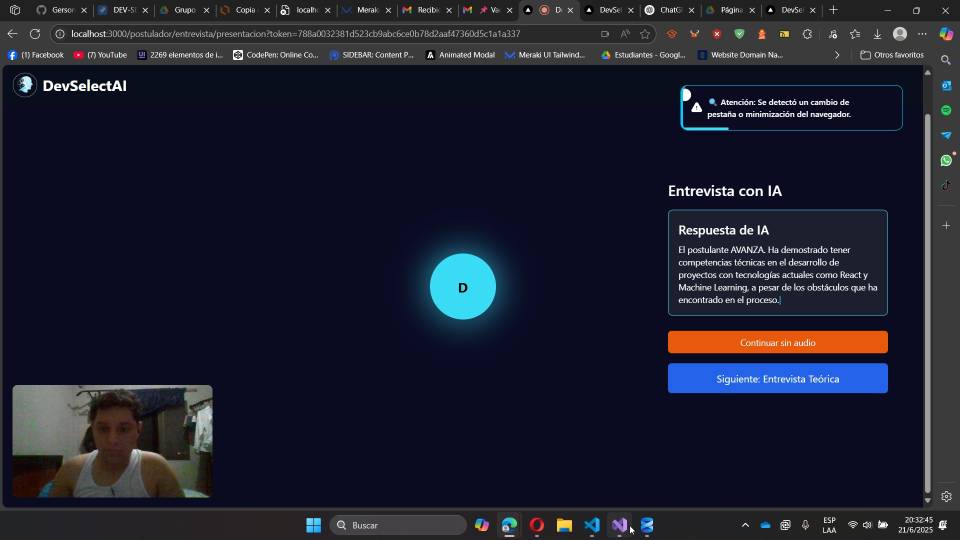 Gerson
DEV-S
Grupo
Copia
localh
Merak
Recibi
Va
D
DevSel
ChatG
Página
DevSel
localhost:3000/postulador/entrevista/presentacion?token=788a0032381d523cb9abc6ce0b78d2aaf47360d5c1a1a337
(1) Facebook
(7) YouTube
2269 elementos de i...
CodePen: Online Co...
SIDEBAR: Content P...
Animated Modal
Meraki UI Tailwind...
Estudiantes - Googl...
Website Domain Na...
Otros favoritos
DevSelectAI
Atención: Se detectó un cambio de
pestaña o minimización del navegador.
Entrevista con IA
Respuesta de IA
El postulante AVANZA. Ha demostrado tener
competencias técnicas en el desarrollo de
proyectos con tecnologías actuales como React y
Machine Learning, a pesar de los obstáculos que ha
encontrado en el proceso.
D
Continuar sin audio
Siguiente: Entrevista Teórica
Buscar
ESP
LAA
20:32:45
21/6/2025